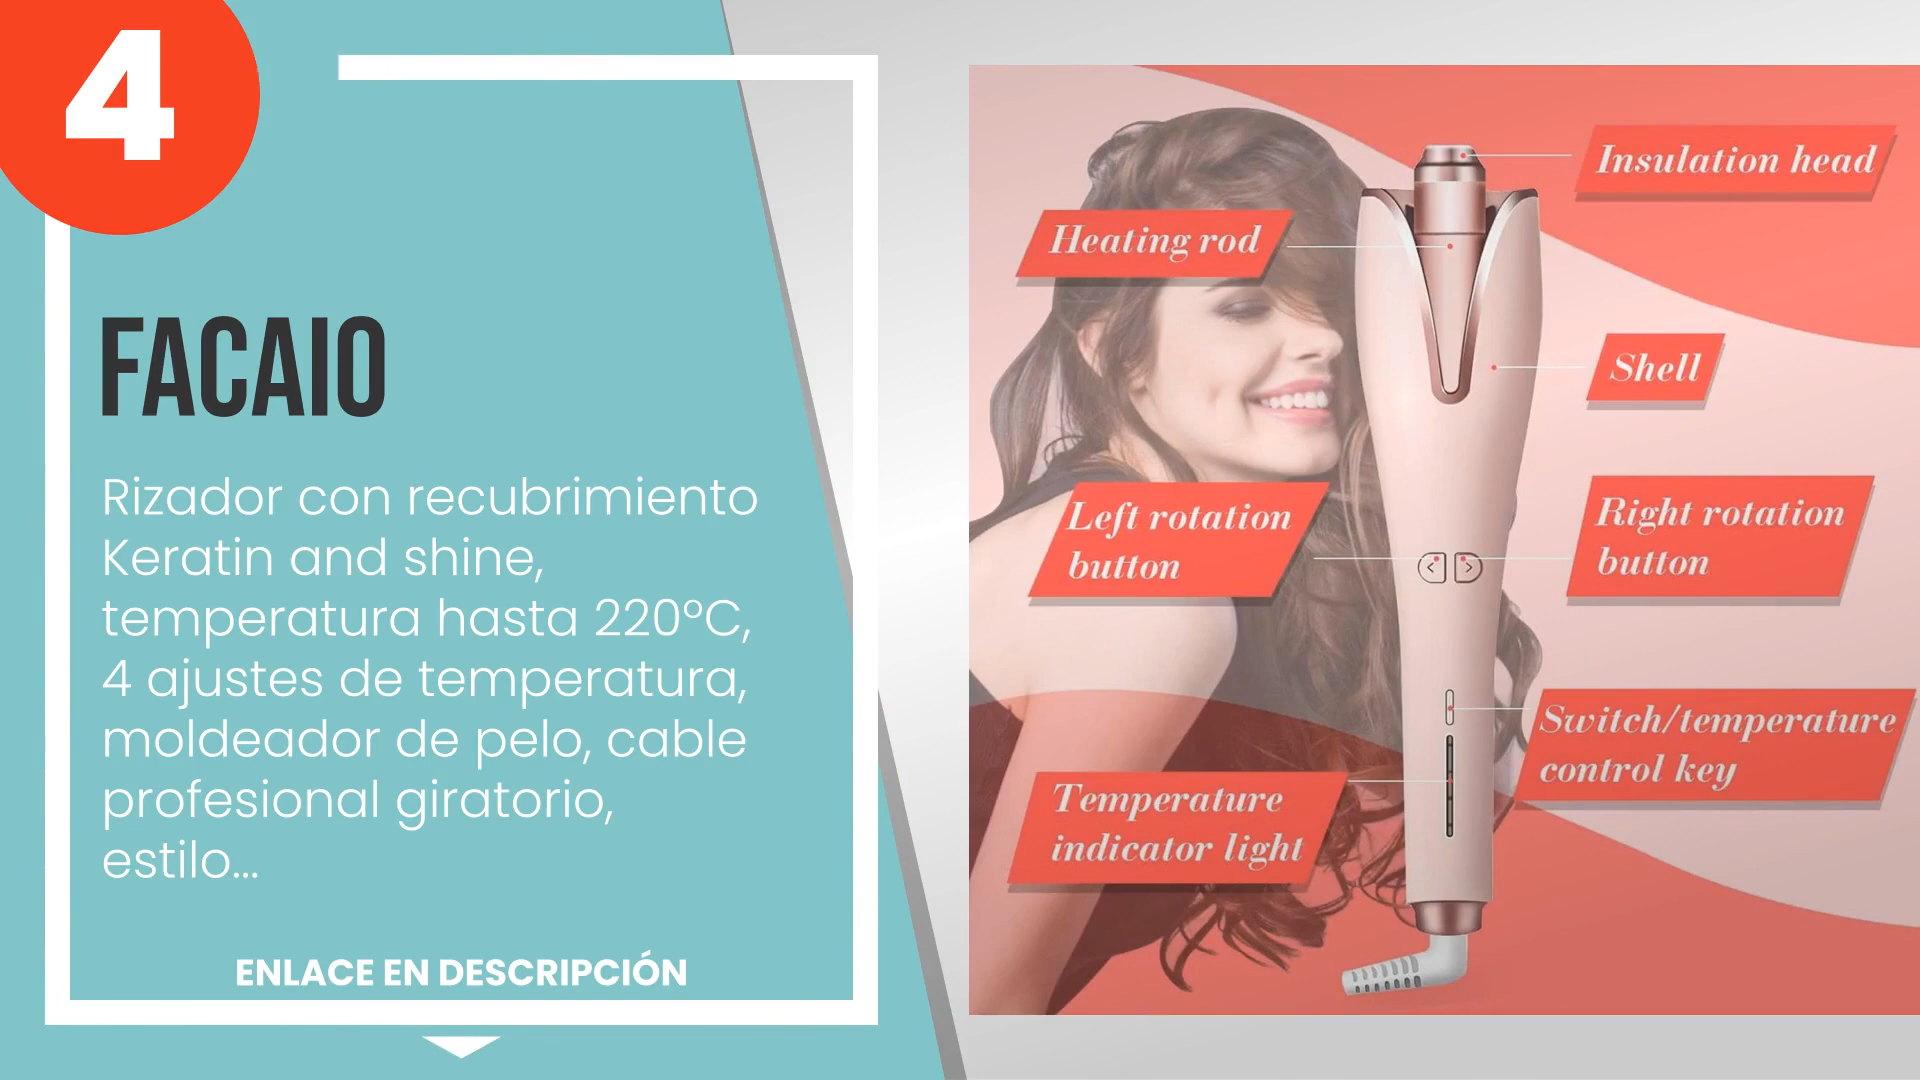 4
FACAIO
Rizador con recubrimiento
Keratin and shine,
temperatura hasta 220°C,
4 ajustes de temperatura,
moldeador de pelo, cable
profesional giratorio,
estilo...
ENLACE EN DESCRIPCIÓN
Insulation head
Heating rod
Shell
Left rotation
button
Right rotation
button
Switch/temperature
control key
Temperature
indicator light